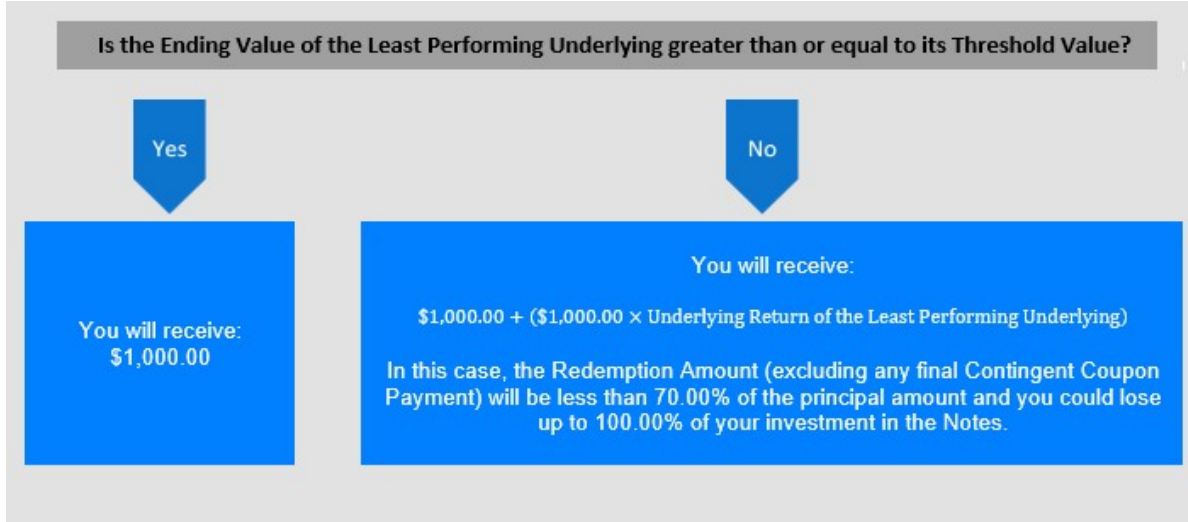 Is the Ending Value of the Least Performing Underlying greater than or equal to its Threshold Value?
Yes
No
You will receive:
$1,000.00
You will receive:
$1,000.00 + ($1,000.00 × Underlying Return of the Least Performing Underlying)
In this case, the Redemption Amount (excluding any final Contingent Coupon
Payment) will be less than 70.00% of the principal amount and you could lose
up to 100.00% of your investment in the Notes.